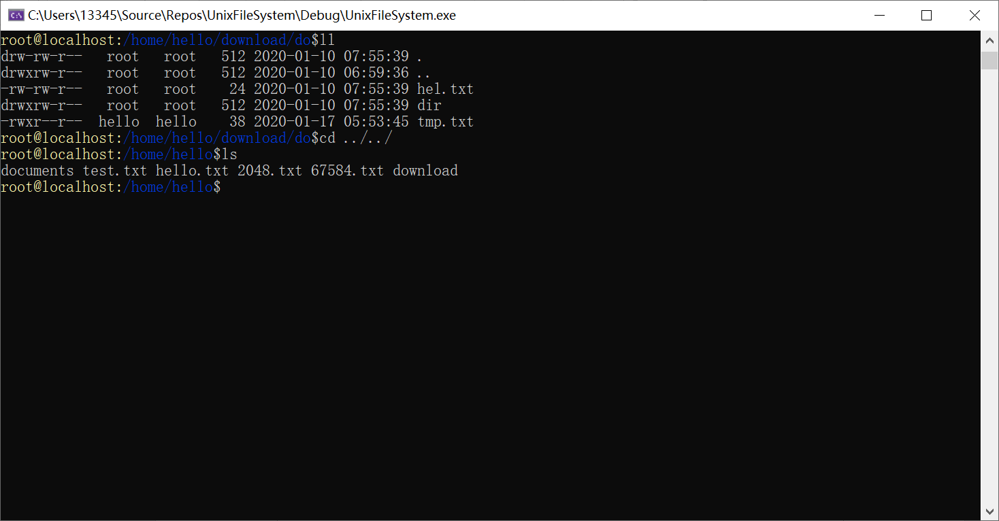 C:\Users\13345\Source\Repos\UnixFileSystem\Debug\UnixFileSystem.exe
root@localhost:/home/hello/download/do$ll
drw-rw-r--   root   root   512 2020-01-10 07:55:39 .
drwxrw-r--   root   root   512 2020-01-10 06:59:36 ..
-rw-rw-r--   root   root    24 2020-01-10 07:55:39 hel.txt
drwxrw-r--   root   root   512 2020-01-10 07:55:39 dir
-rwxr--r--  hello  hello    38 2020-01-17 05:53:45 tmp.txt
root@localhost:/home/hello/download/do$cd ../../
root@localhost:/home/hello$ls
documents test.txt hello.txt 2048.txt 67584.txt download
root@localhost:/home/hello$